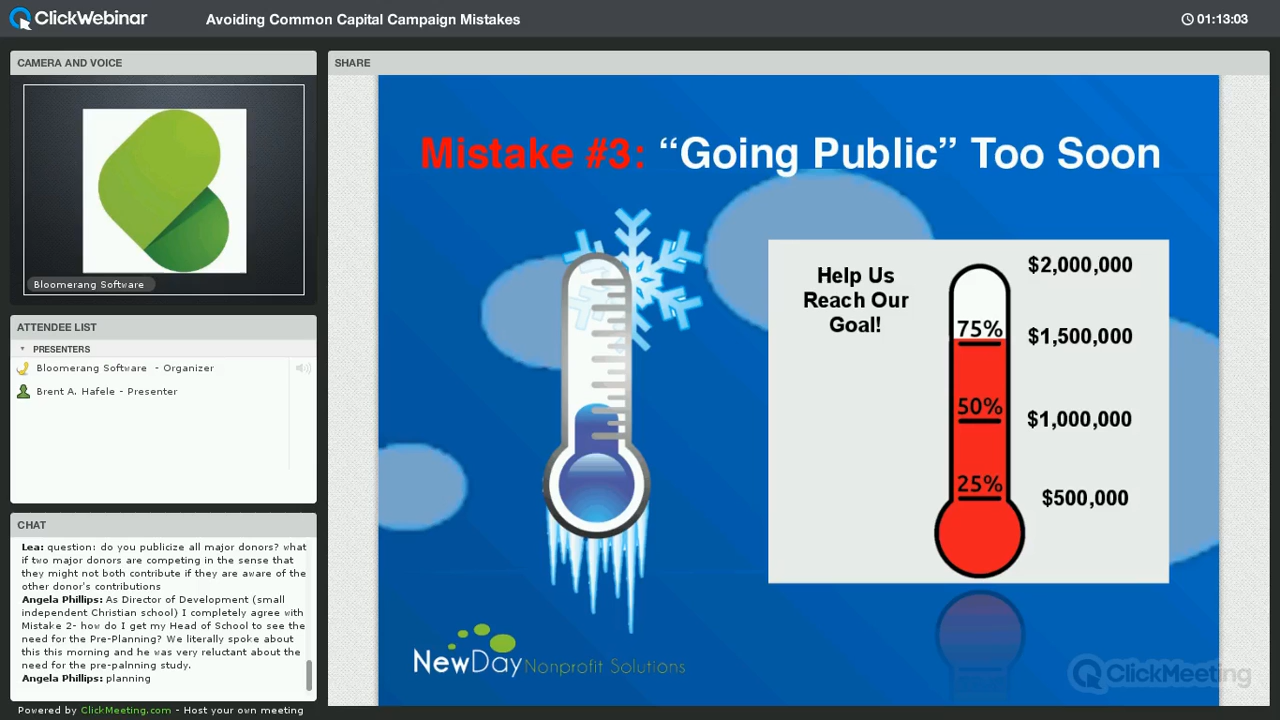 ClickWebinar
Avoiding Common Capital Campaign Mistakes
01:13:03
CAMERA AND VOICE
Bloomerang Software
ATTENDEE LIST
PRESENTERS
Bloomerang Software - Organizer
Brent A. Hafele - Presenter
CHAT
Lea: question: do you publicize all major donors? what
if two major donors are competing in the sense that
they might not both contribute if they are aware of the
other donor's contributions
Angela Phillips: As Director of Development (small
independent Christian school) I completely agree with
Mistake 2- how do I get my Head of School to see the
need for the Pre-Planning? We literally spoke about
this this morning and he was very reluctant about the
need for the pre-palnning study.
Angela Phillips: planning
Powered by ClickMeeting.com - Host your own meeting
SHARE
Mistake #3: “Going Public” Too Soon
Help Us
Reach Our
Goal!
$2,000,000
75%
$1,500,000
50%
$1,000,000
25%
$500,000
NewDay Nonprofit Solutions
ClickMeeting